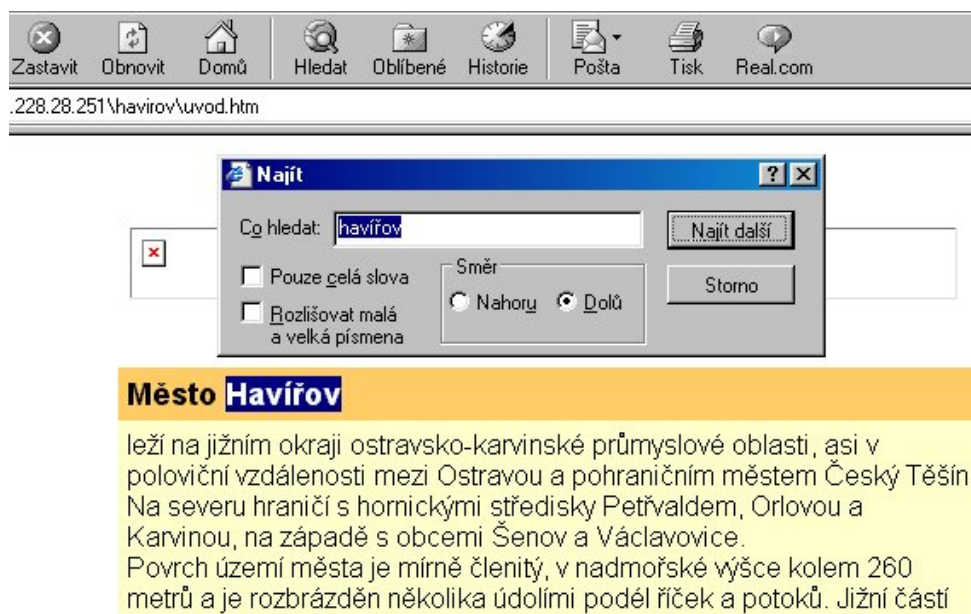 Zastavit Obnovit Domů Hledat Oblíbené Historie Pošta Tisk Real.com
.228.28.251\havirov\uvod.htm
Najít
Co hledat: havířov Najít další
Pouze celá slova Směr Storno
Rozlišovat malá Nahoru Dolů
a velká písmena
Město Havířov
leží na jižním okraji ostravsko-karvinské průmyslové oblasti, asi v
poloviční vzdálenosti mezi Ostravou a pohraničním městem Český Těšín
Na severu hraničí s hornickými středisky Petřvaldem, Orlovou a
Karvinou, na západě s obcemi Šenov a Václavovice.
Povrch území města je mírně členitý, v nadmořské výšce kolem 260
metrů a je rozbrázděn několika údolími podél říček a potoků. Jižní částí